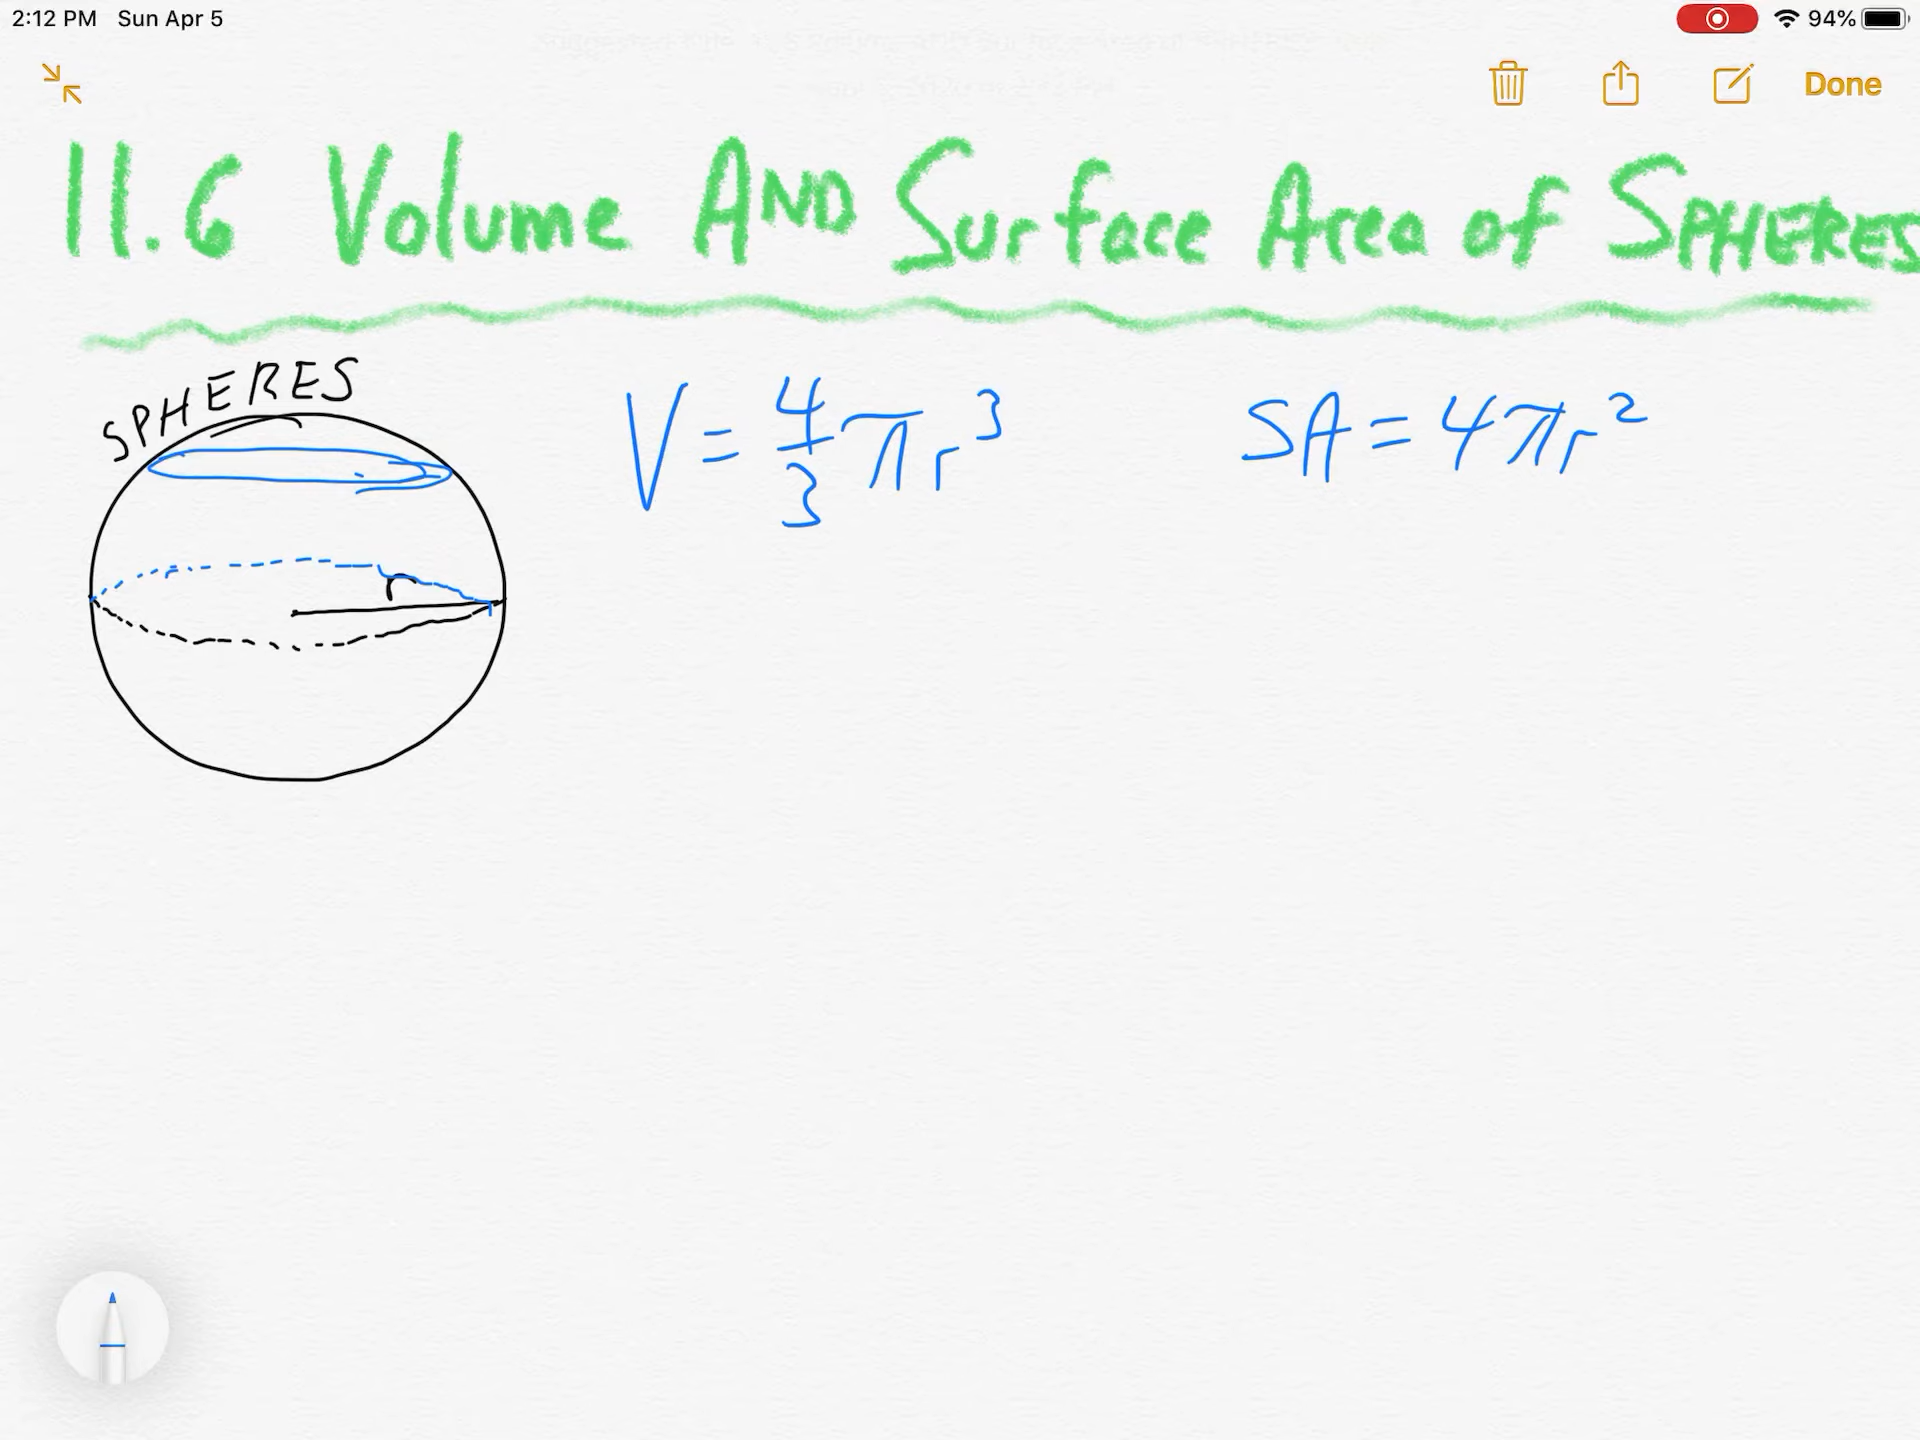 2:12 PM Sun Apr 5 94%
Done
11.6 Volume AND Surface Area of SPHERES
SPHERES
V = 4/3 πr³ SA = 4πr²
r